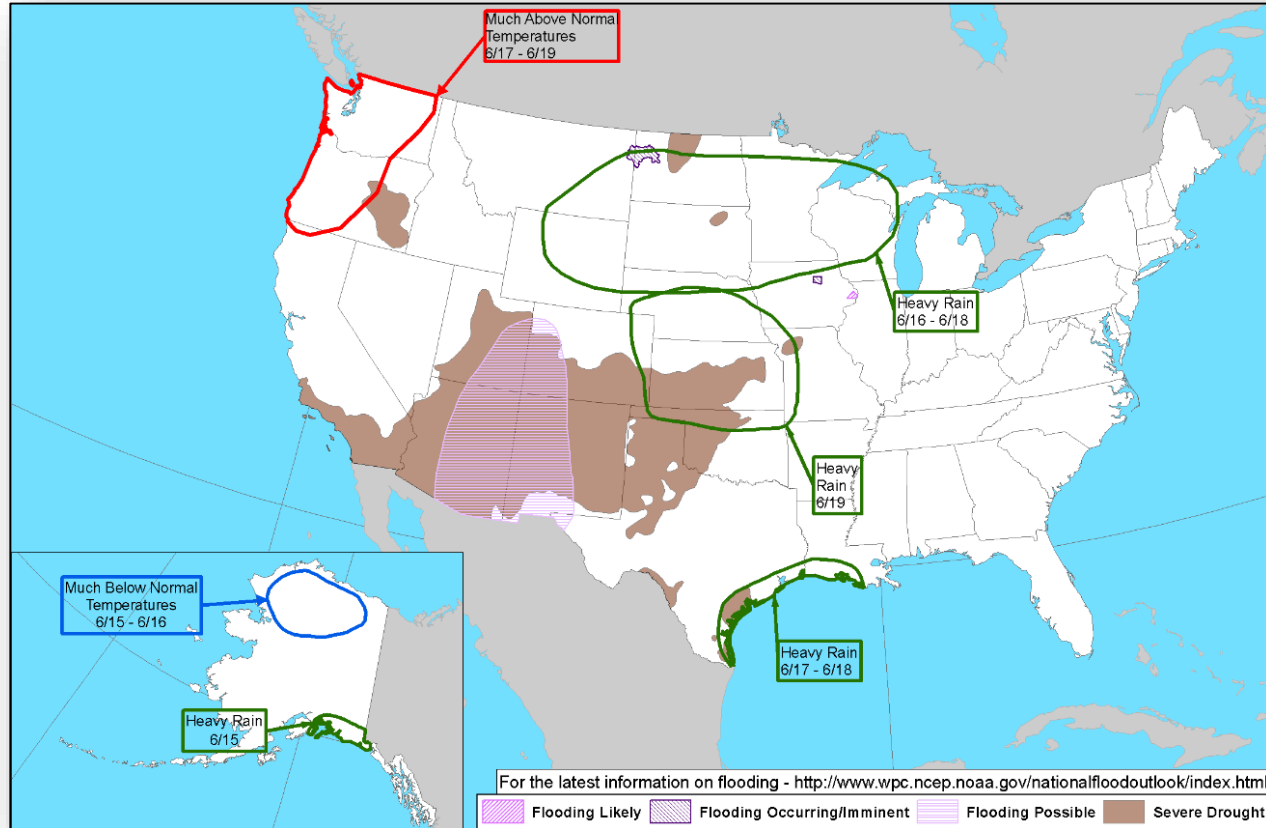 Much Above Normal
Temperatures
6/17 - 6/19
Heavy Rain
6/16 - 6/18
Heavy
Rain
6/19
Much Below Normal
Temperatures
6/15 - 6/16
Heavy Rain
6/17 - 6/18
Heavy Rain
6/15
For the latest information on flooding - http://www.wpc.ncep.noaa.gov/nationalfloodoutlook/index.html
Flooding Likely Flooding Occurring/Imminent Flooding Possible Severe Drought